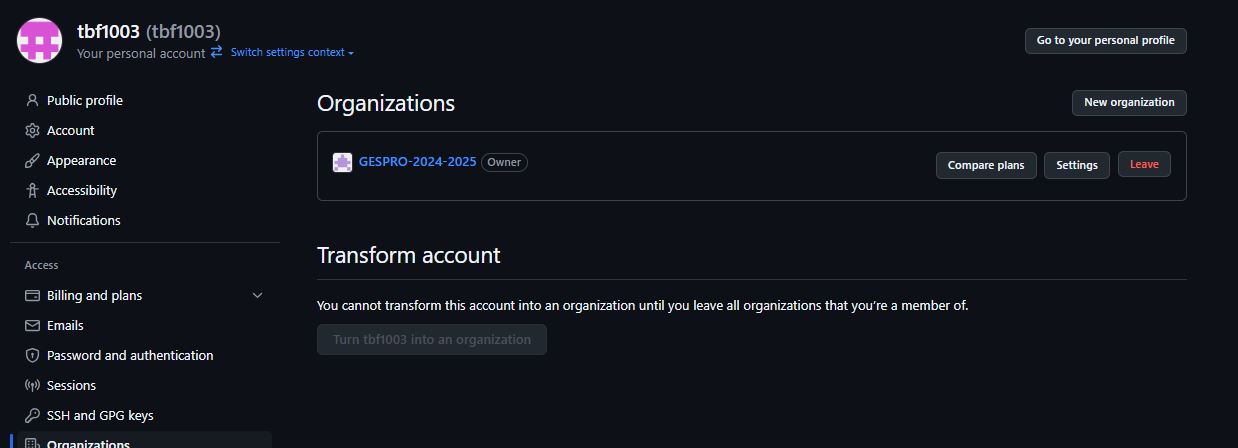 tbf1003 (tbf1003)
Your personal account Switch settings context
Go to your personal profile
Public profile
Account
Appearance
Accessibility
Notifications
Access
Billing and plans
Emails
Password and authentication
Sessions
SSH and GPG keys
Organizations
Organizations
New organization
GESPRO-2024-2025 Owner
Compare plans Settings Leave
Transform account
You cannot transform this account into an organization until you leave all organizations that you're a member of.
Turn tbf1003 into an organization